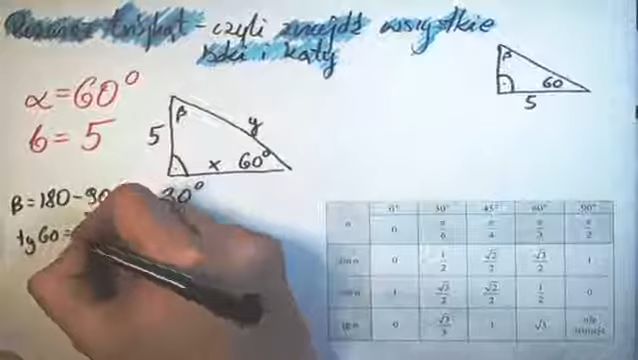 Rozwiąż trójkąt - czyli znajdź wszystkie
boki i kąty
α = 60°
b = 5
5
β
y
x
60°
β
60
5
β = 180 - 90
30°
tg 60 =
0° 30° 45° 60° 90°
α 0 π/6 π/4 π/3 π/2
sin α 0 1/2 √2/2 √3/2 1
cos α 1 √3/2 √2/2 1/2 0
tg α 0 √3/3 1 √3 nie istnieje